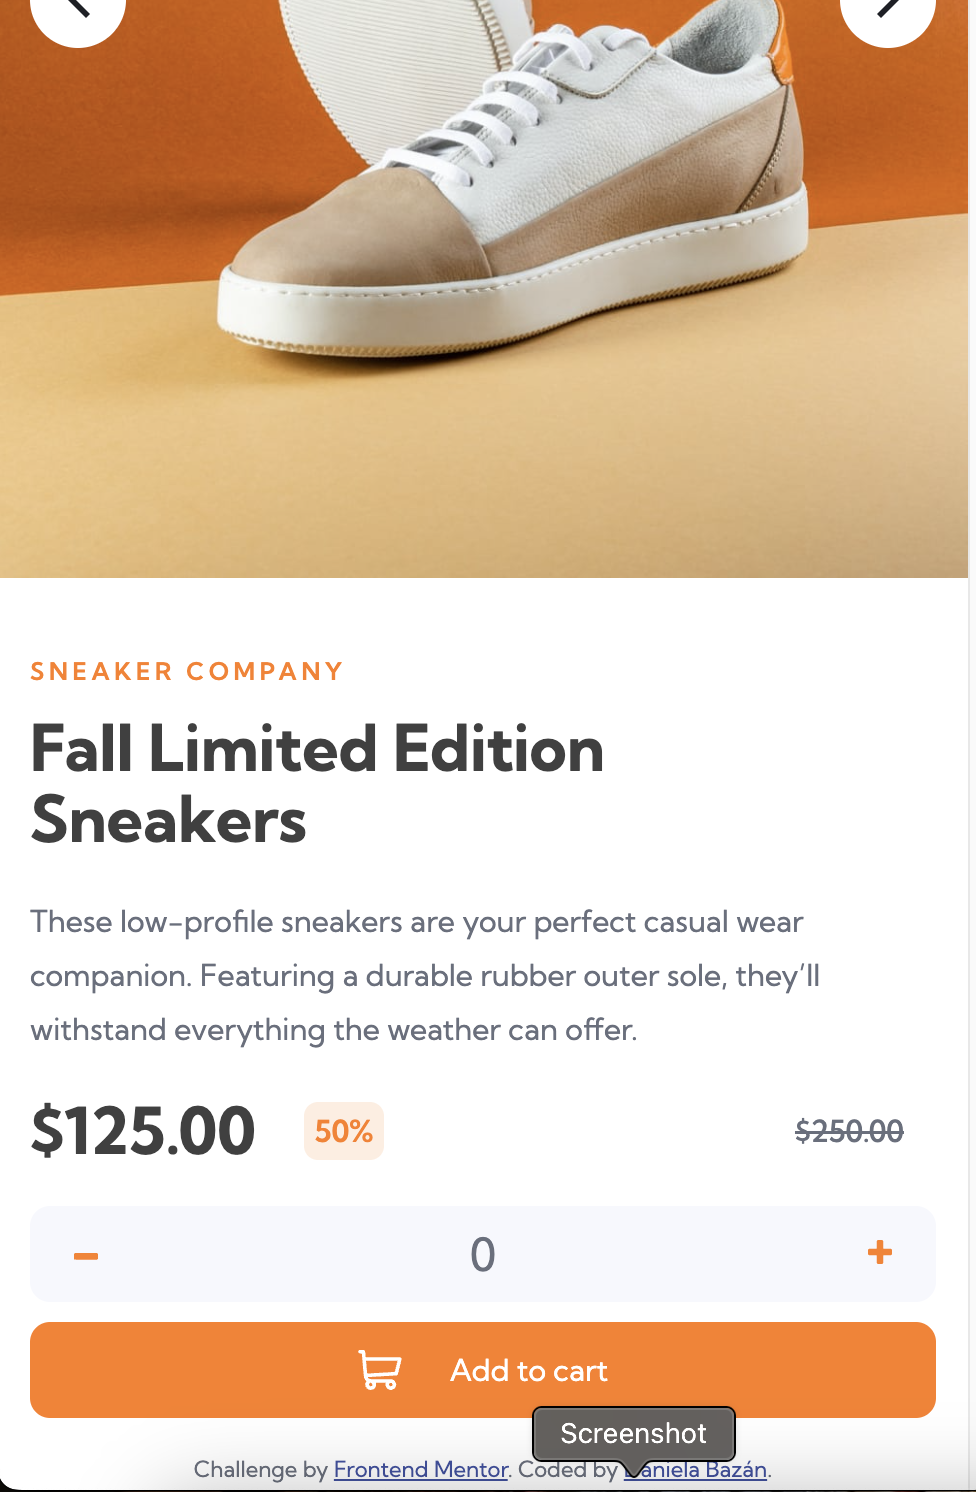 SNEAKER COMPANY
Fall Limited Edition
Sneakers
These low-profile sneakers are your perfect casual wear
companion. Featuring a durable rubber outer sole, they’ll
withstand everything the weather can offer.
$125.00 50% $250.00
− 0 +
Add to cart
Screenshot
Challenge by Frontend Mentor. Coded by Daniela Bazán.